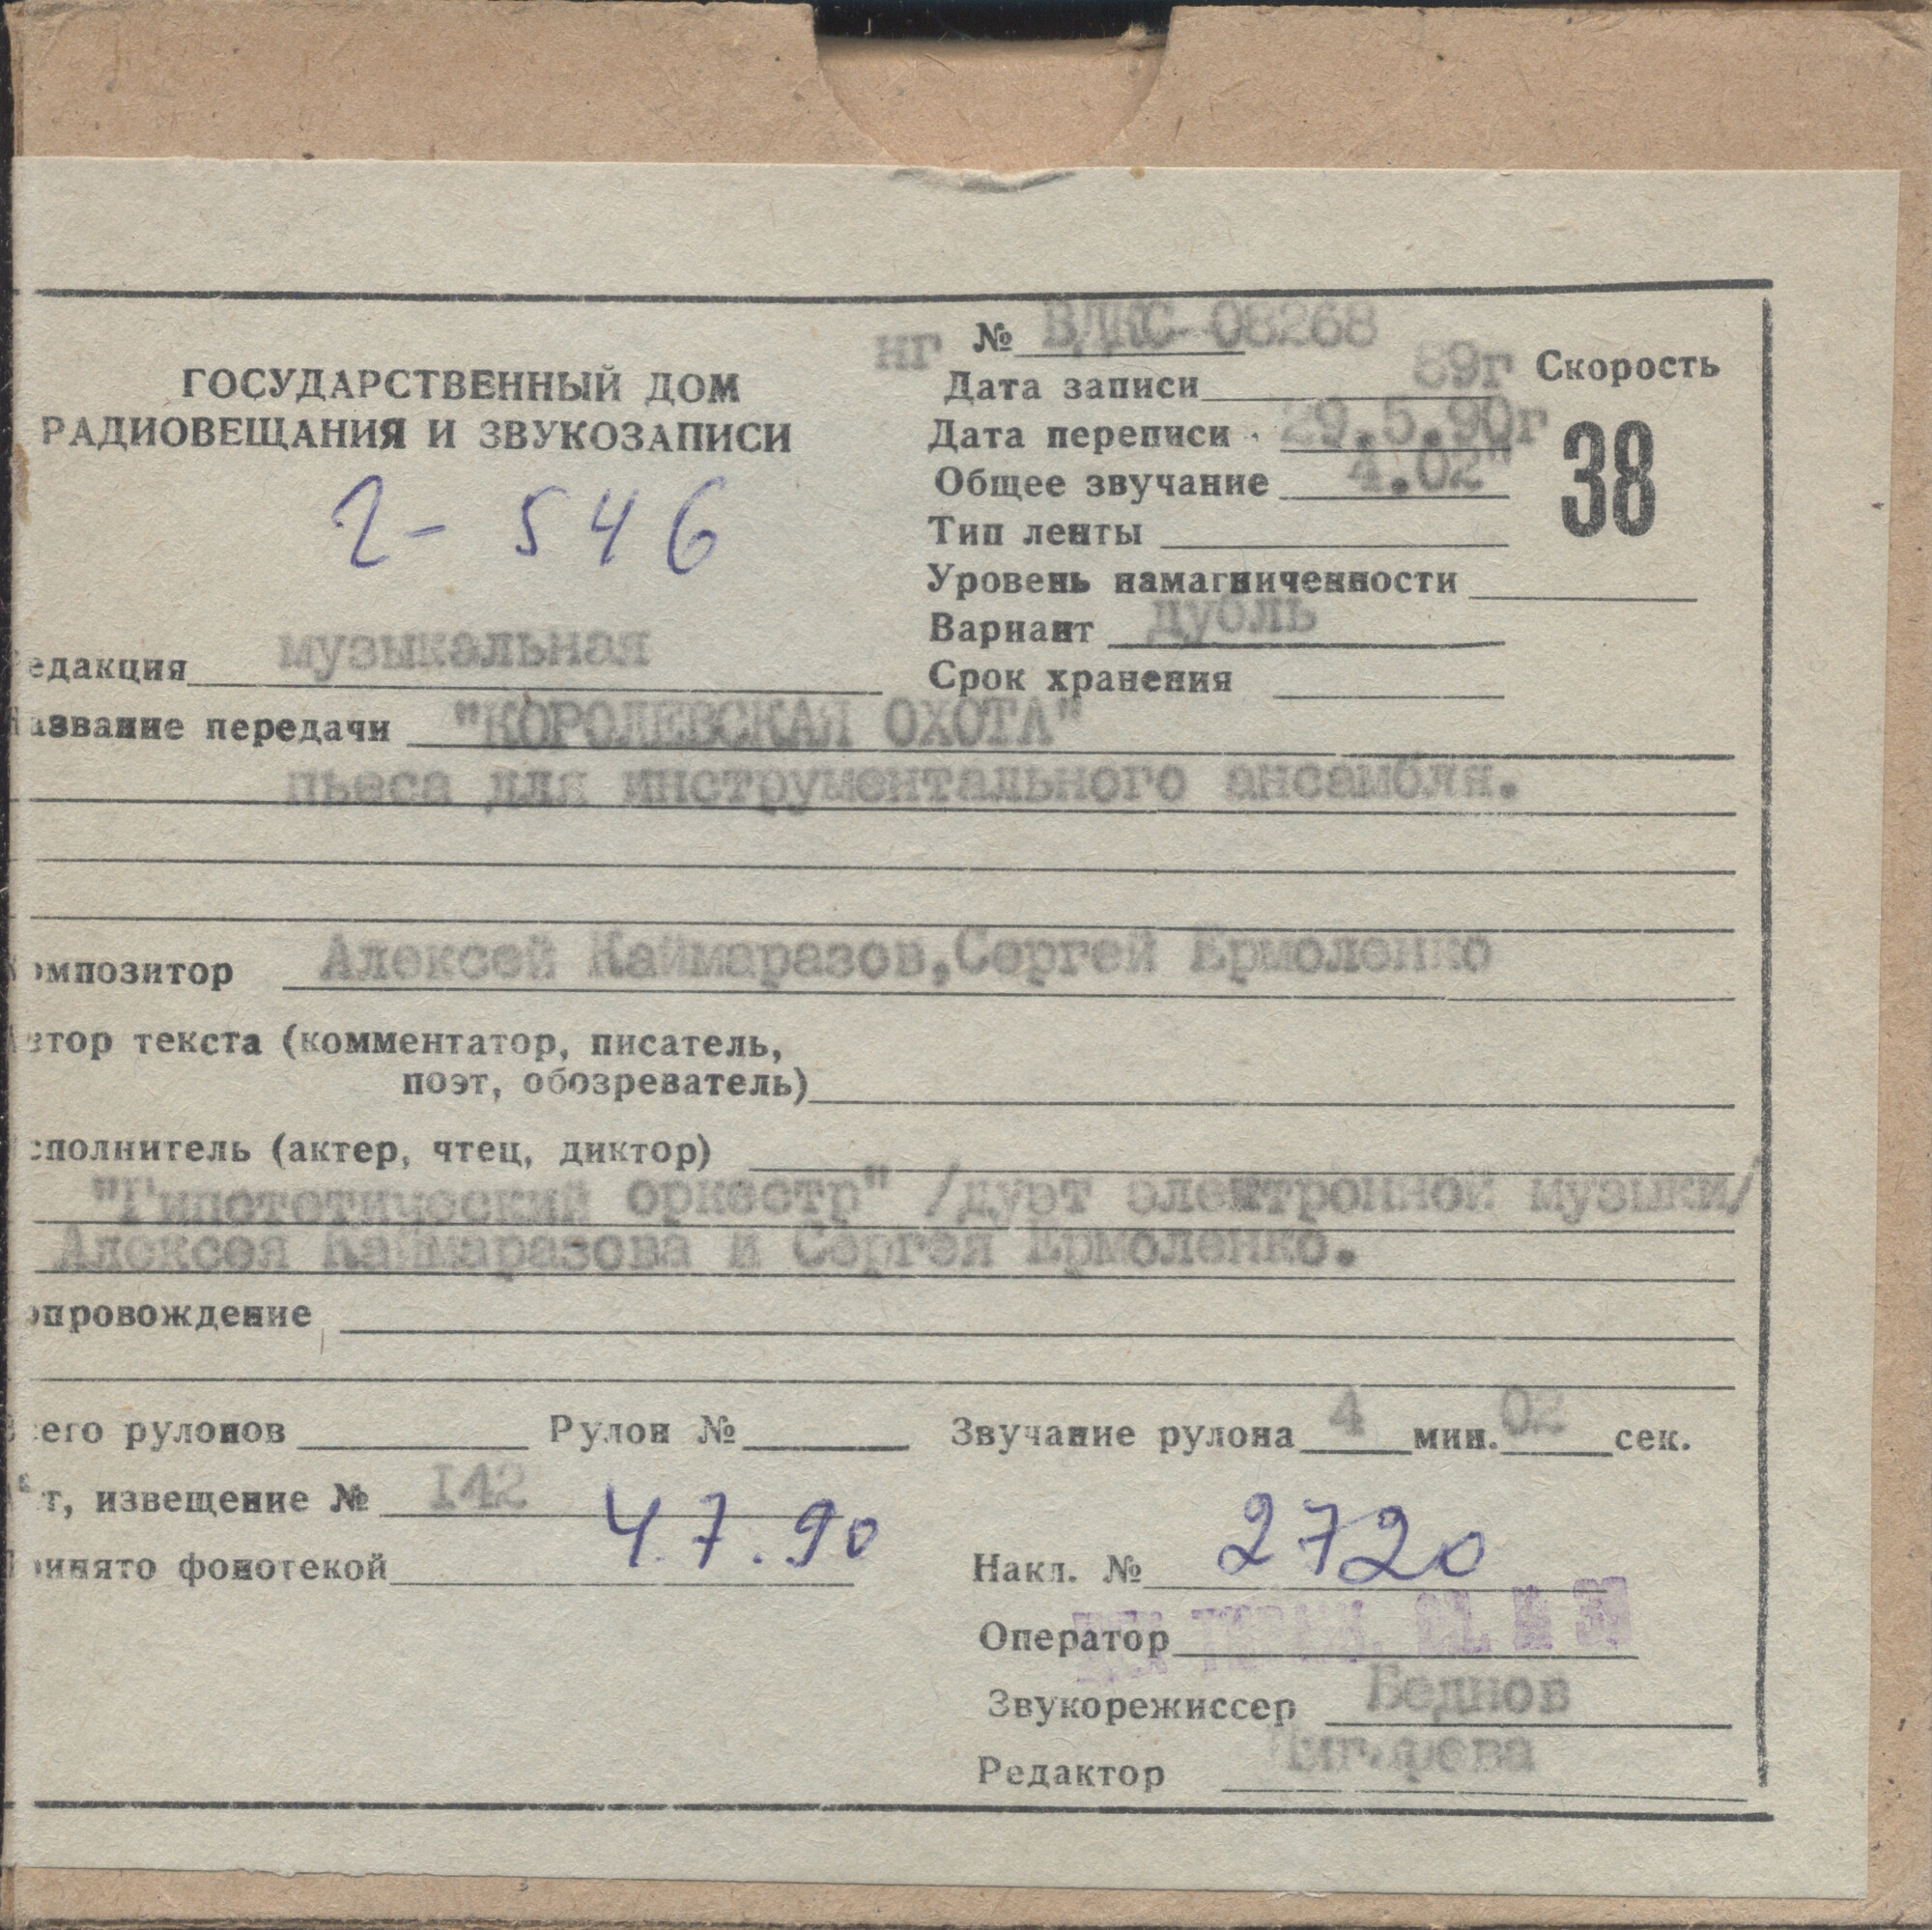 нг № ВДКС-08268
ГОСУДАРСТВЕННЫЙ ДОМ
РАДИОВЕЩАНИЯ И ЗВУКОЗАПИСИ
2- 546
Дата записи 89г
Дата переписи 29.5.90г
Общее звучание 4.02"
Тип ленты
Уровень намагниченности
Вариант дубль
Срок хранения
Скорость
38
едакция музыкальная
азвание передачи "КОРОЛЕВСКАЯ ОХОТА"
пьеса для инструментального ансамбля.
омпозитор Алексей Каймаразов,Сергей Ермоленко
втор текста (комментатор, писатель,
поэт, обозреватель)
сполнитель (актер, чтец, диктор)
"Гипотетический оркестр" /дуэт электронной музыки/
Алексея Каймаразова и Сергея Ермоленко.
опровождение
сего рулонов Рулон № Звучание рулона 4 мин. 02 сек.
т, извещение № I42
ринято фонотекой 4.7.90
Накл. № 2720
Оператор
Звукорежиссер Беднов
Редактор